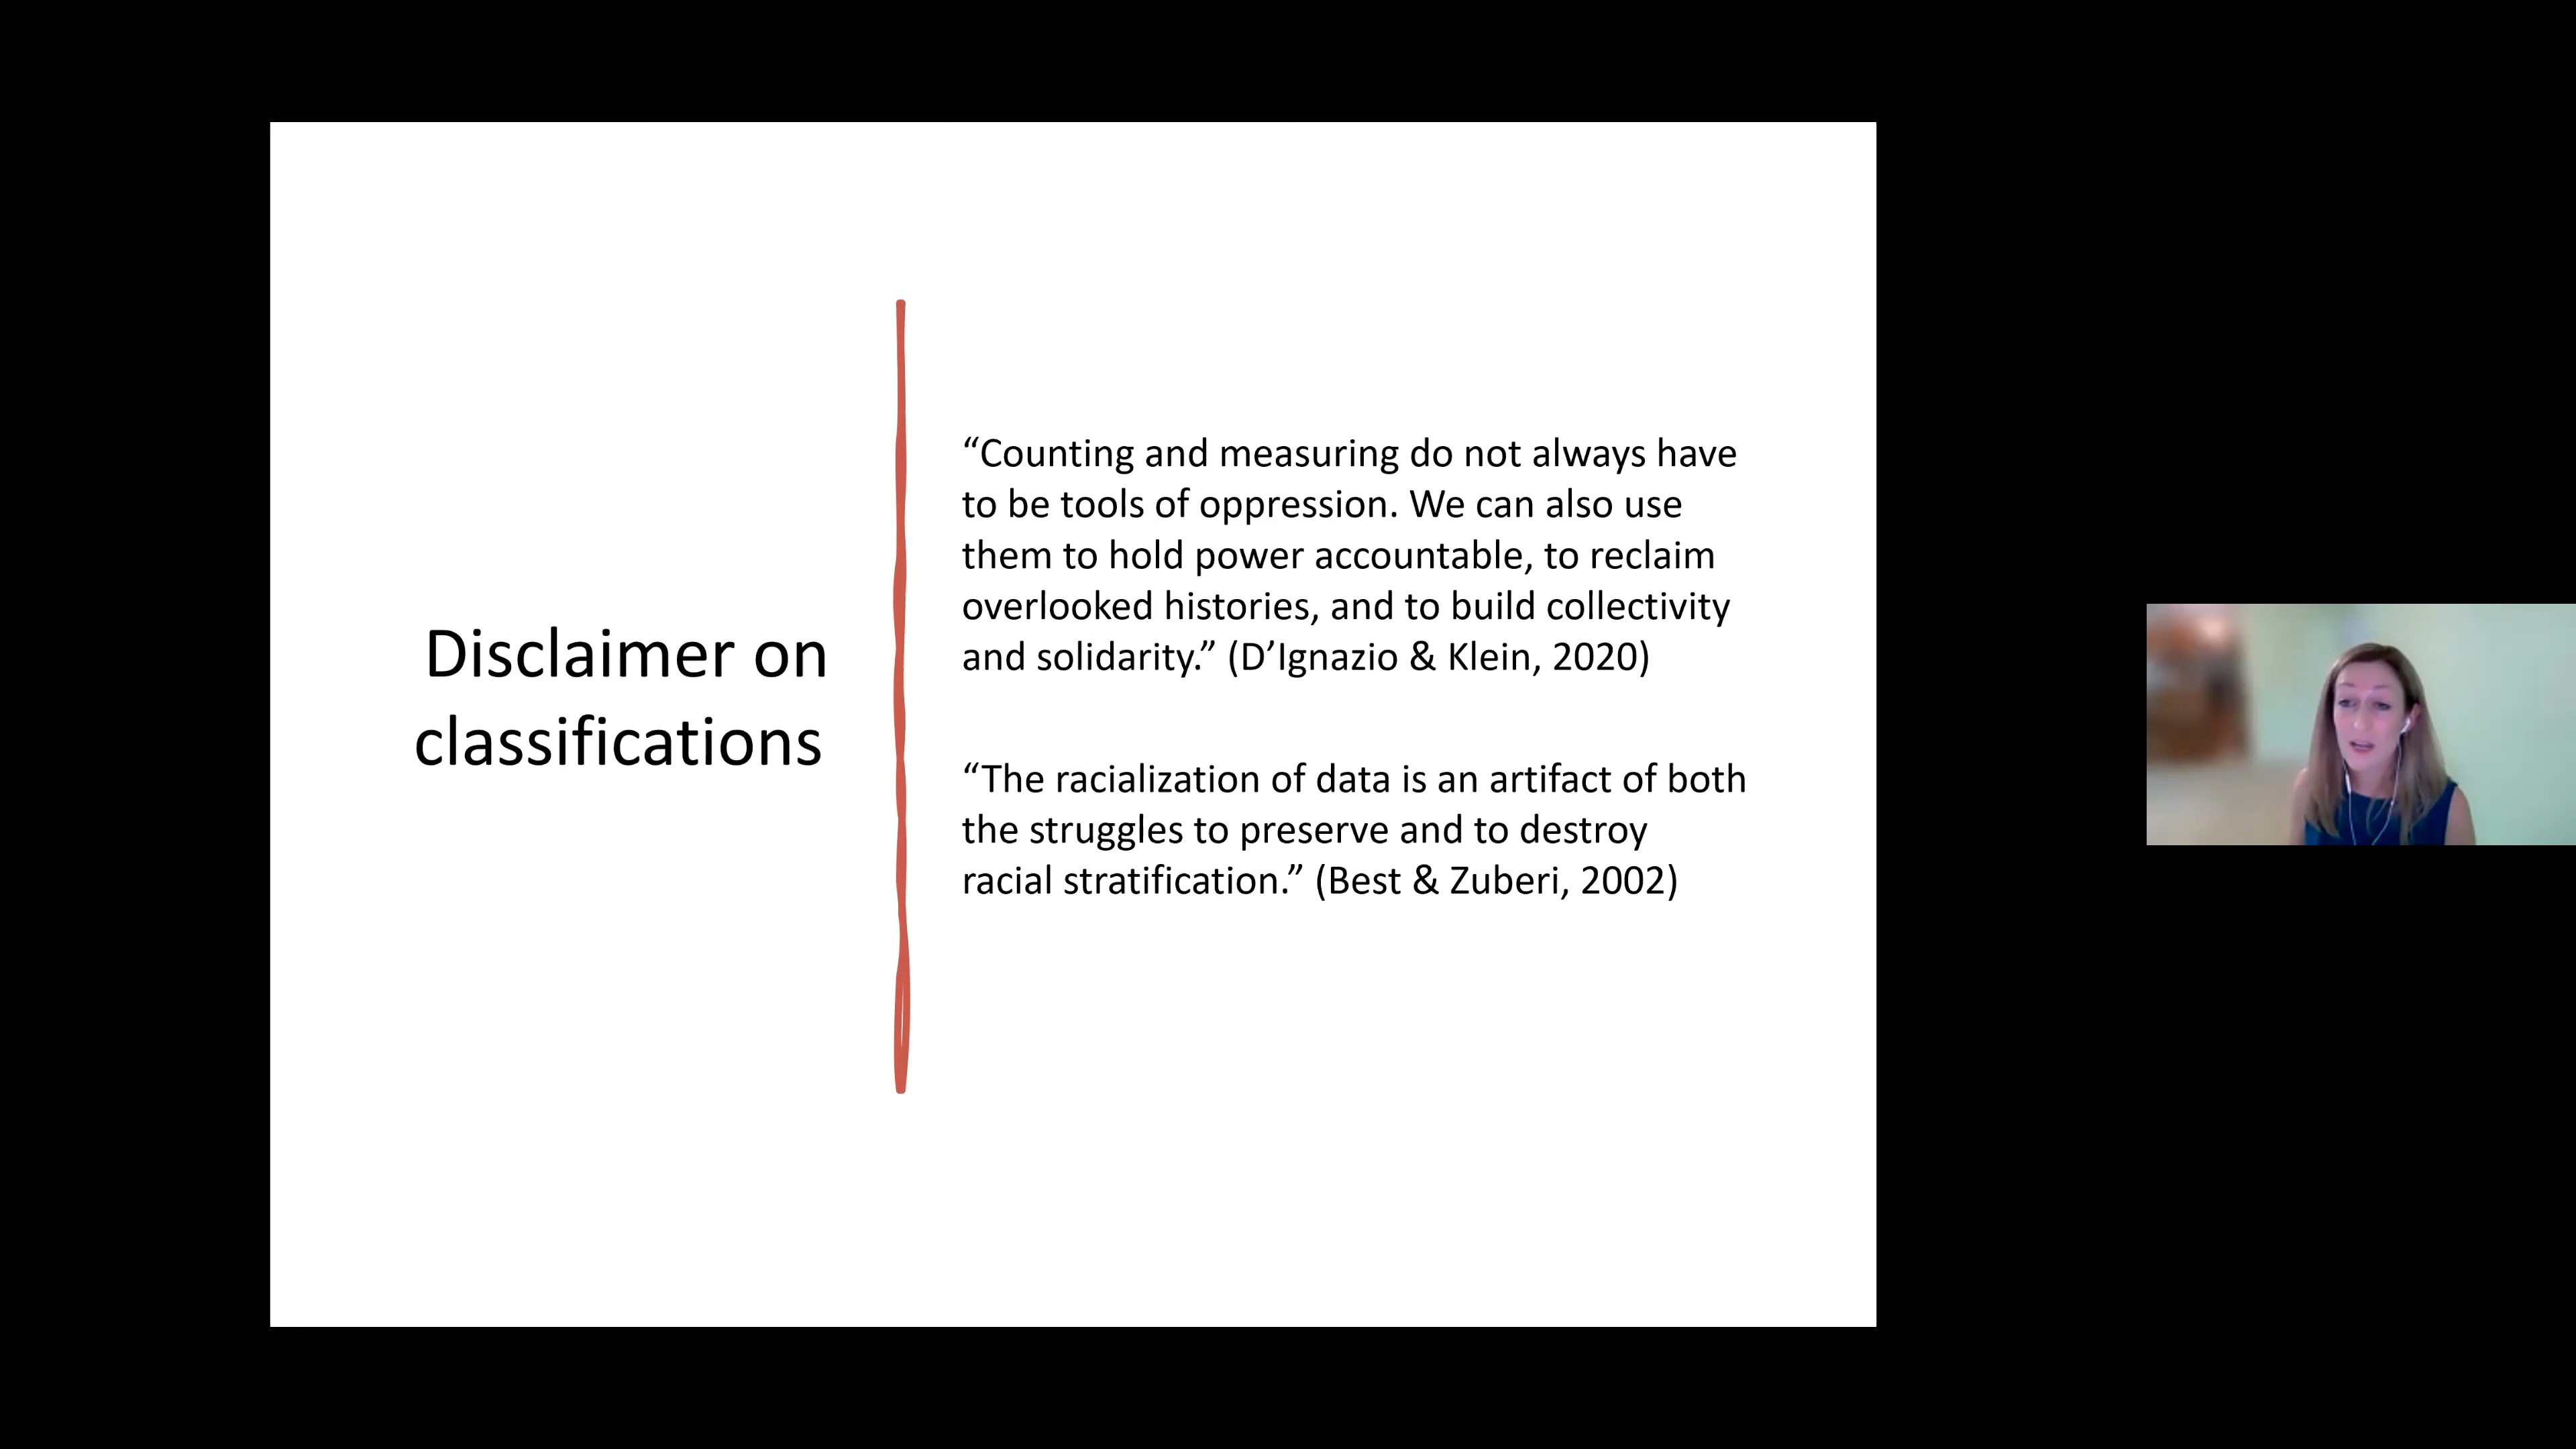 Disclaimer on
classifications
“Counting and measuring do not always have
to be tools of oppression. We can also use
them to hold power accountable, to reclaim
overlooked histories, and to build collectivity
and solidarity.” (D’Ignazio & Klein, 2020)
“The racialization of data is an artifact of both
the struggles to preserve and to destroy
racial stratification.” (Best & Zuberi, 2002)